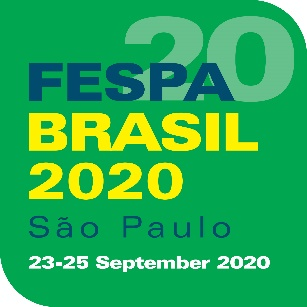 20
FESPA
BRASIL
2020
São Paulo
23-25 September 2020